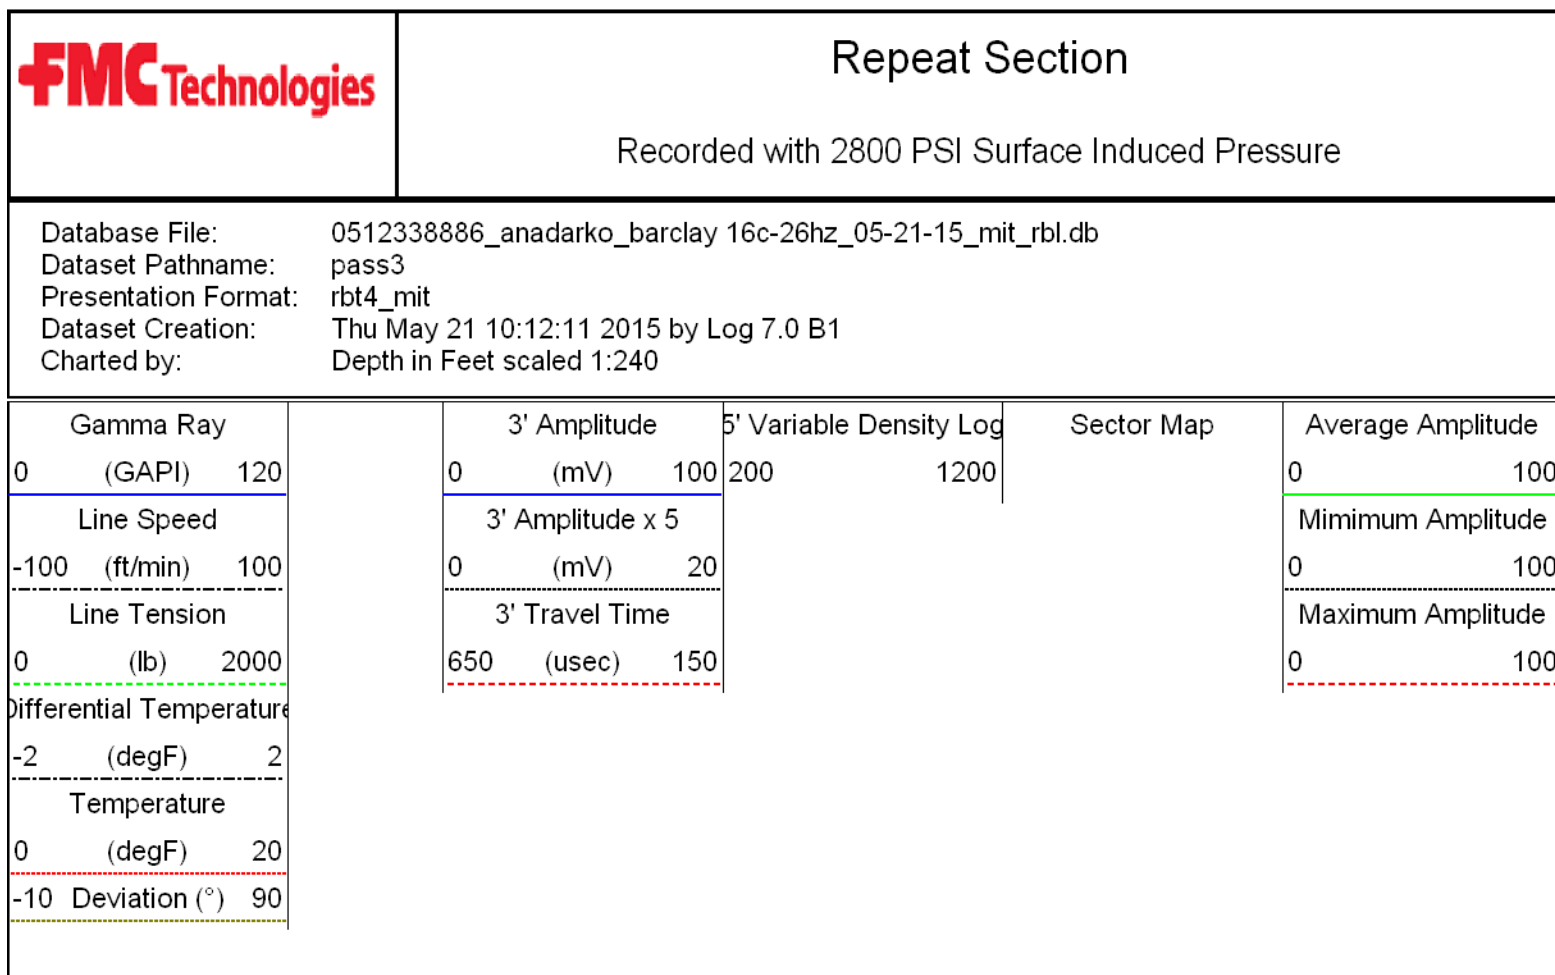 FMC Technologies
Repeat Section
Recorded with 2800 PSI Surface Induced Pressure
Database File: 0512338886_anadarko_barclay 16c-26hz_05-21-15_mit_rbl.db
Dataset Pathname: pass3
Presentation Format: rbt4_mit
Dataset Creation: Thu May 21 10:12:11 2015 by Log 7.0 B1
Charted by: Depth in Feet scaled 1:240
Gamma Ray
0 (GAPI) 120
Line Speed
-100 (ft/min) 100
Line Tension
0 (lb) 2000
Differential Temperature
-2 (degF) 2
Temperature
0 (degF) 20
-10 Deviation (°) 90
3' Amplitude
0 (mV) 100
3' Amplitude x 5
0 (mV) 20
3' Travel Time
650 (usec) 150
5' Variable Density Log
200 1200
Sector Map
Average Amplitude
0 100
Mimimum Amplitude
0 100
Maximum Amplitude
0 100